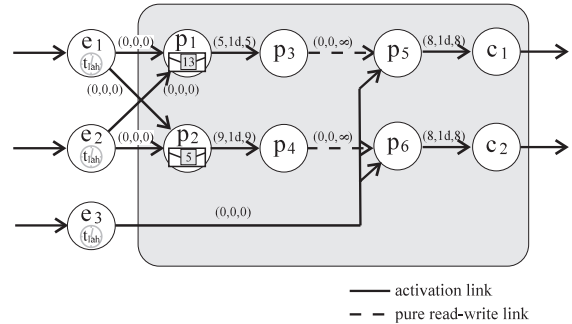 e1 (0,0,0) p1 (5,1d,5) p3 (0,0,∞) p5 (8,1d,8) c1
tlah 13
(0,0,0) (0,0,0)
e2 (0,0,0) p2 (9,1d,9) p4 (0,0,∞) p6 (8,1d,8) c2
tlah 5
e3 (0,0,0)
tlah
activation link
pure read-write link